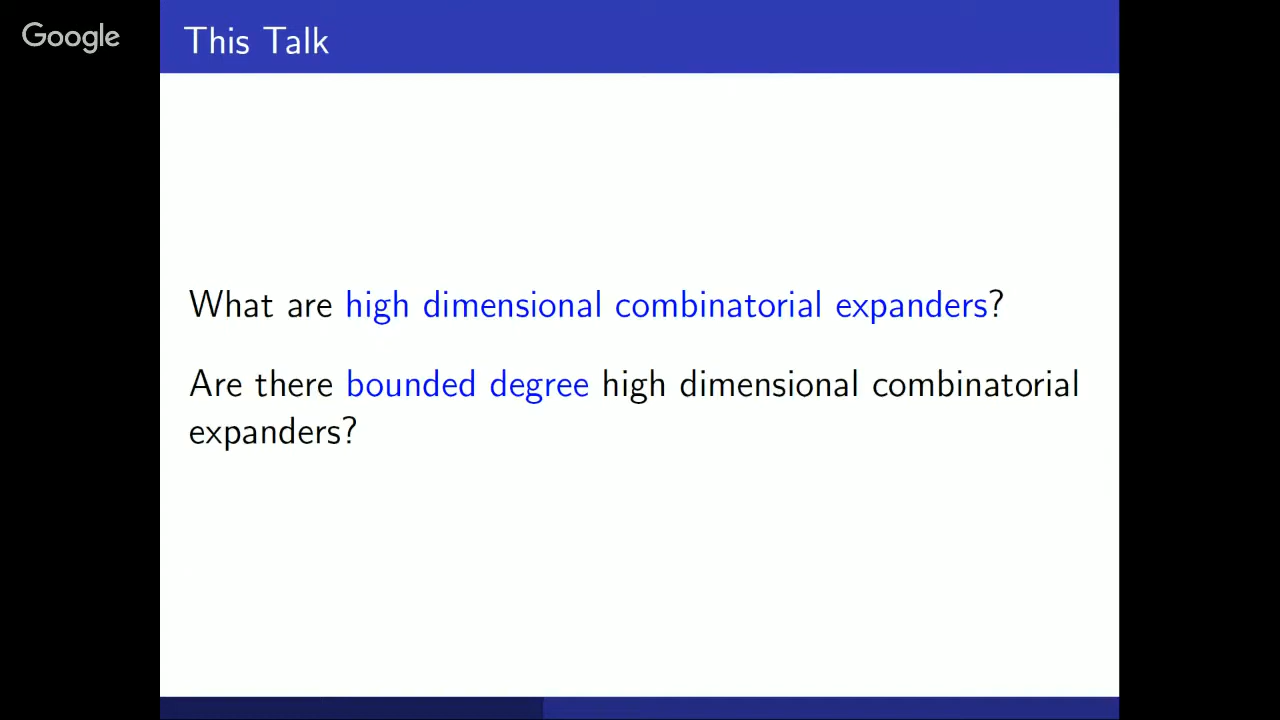 Google
This Talk
What are high dimensional combinatorial expanders?
Are there bounded degree high dimensional combinatorial
expanders?